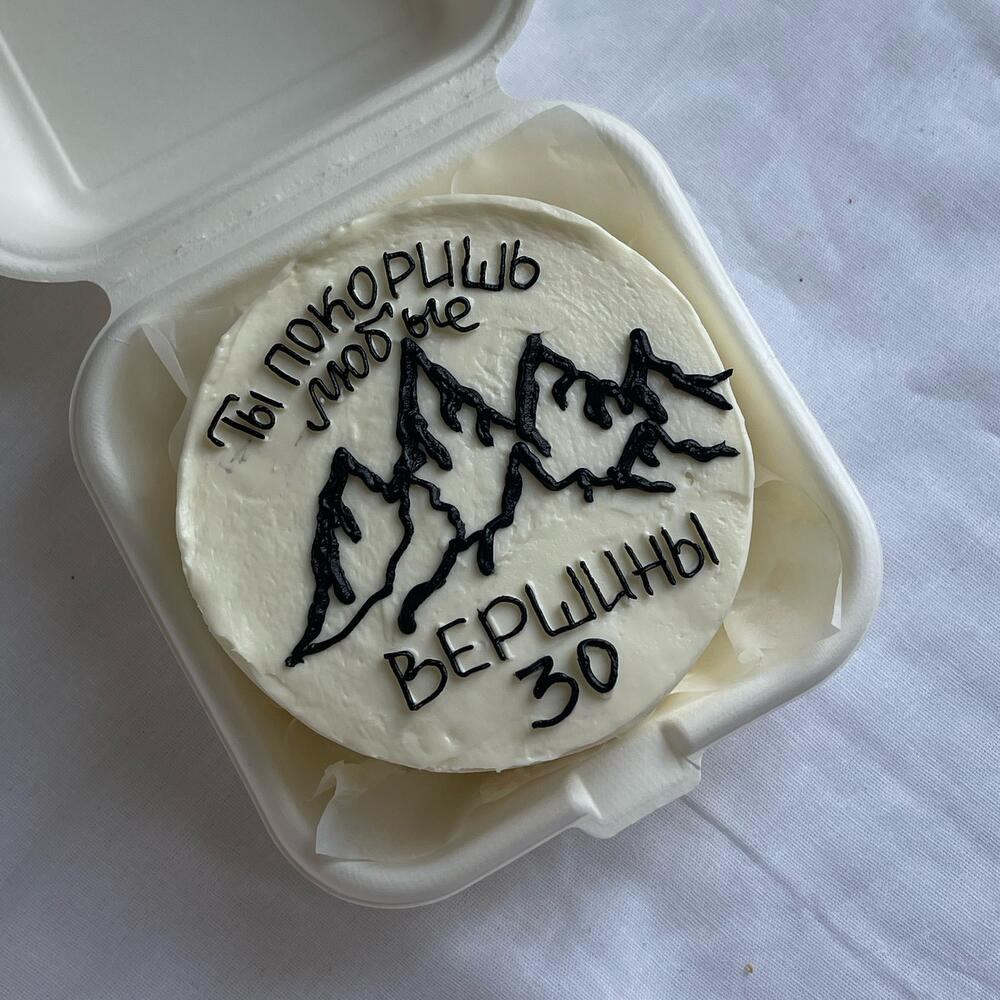 Ты покоришь
любые
ВЕРШИНЫ
30